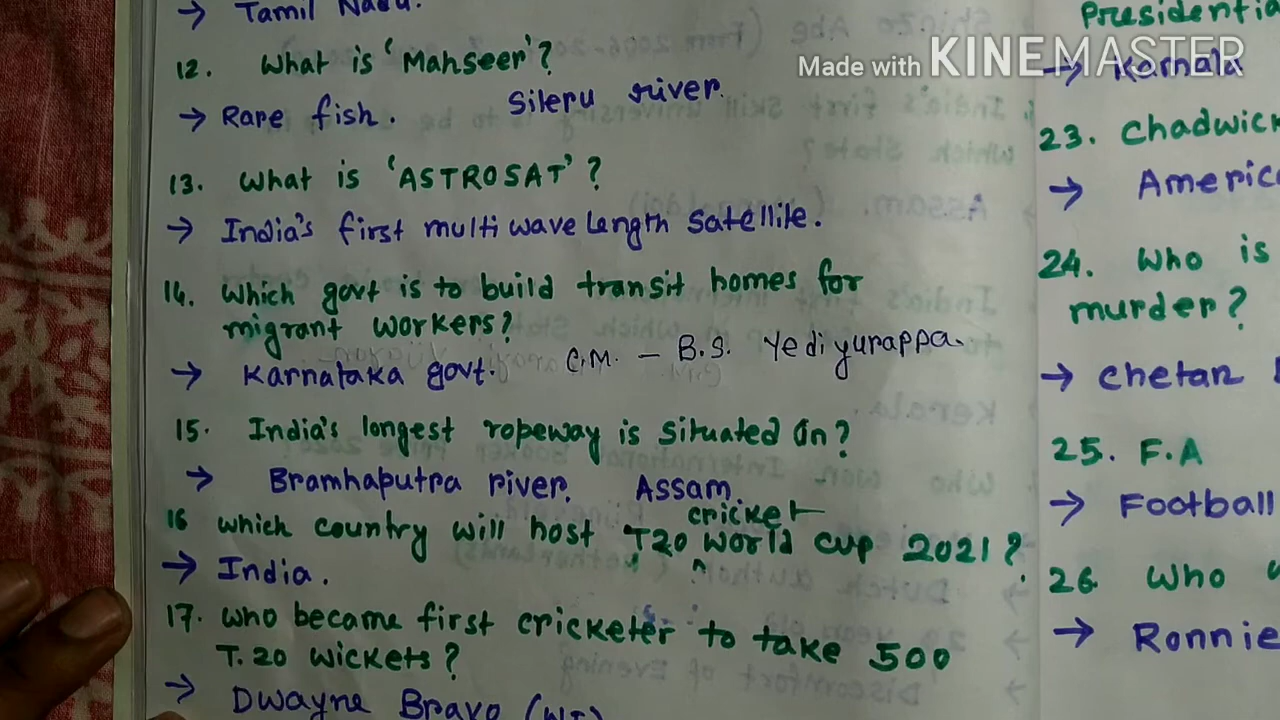 → Tamil Nadu.
12. What is 'Mahseer'?
→ Rare fish. Sileru river.
13. What is 'ASTROSAT'?
→ India's first multi wave length Satellite.
14. Which govt is to build transit homes for
migrant workers?
→ Karnataka govt. C.M. – B.S. Yediyurappa.
15. India's longest ropeway is situated on?
→ Bramhaputra river. Assam.
16 which country will host T20 cricket World cup 2021?
→ India.
17. who became first cricketer to take 500
T.20 wickets?
→ Dwayne Bravo (WI)
Presidentia
Made with KINEMASTER
→ Kamala
23. Chadwick
→ America
24. Who is
murder?
→ Chetan
25. F.A
→ Football
26. Who
→ Ronnie